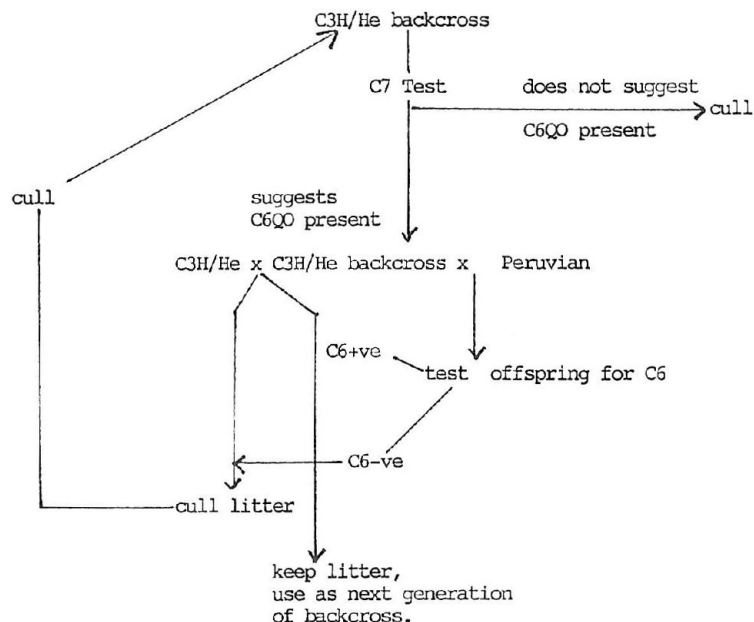 C3H/He backcross
C7 Test
does not suggest
cull
C6QO present
cull
suggests
C6QO present
C3H/He x C3H/He backcross x Peruvian
C6+ve
test offspring for C6
C6-ve
cull litter
keep litter,
use as next generation
of backcross.